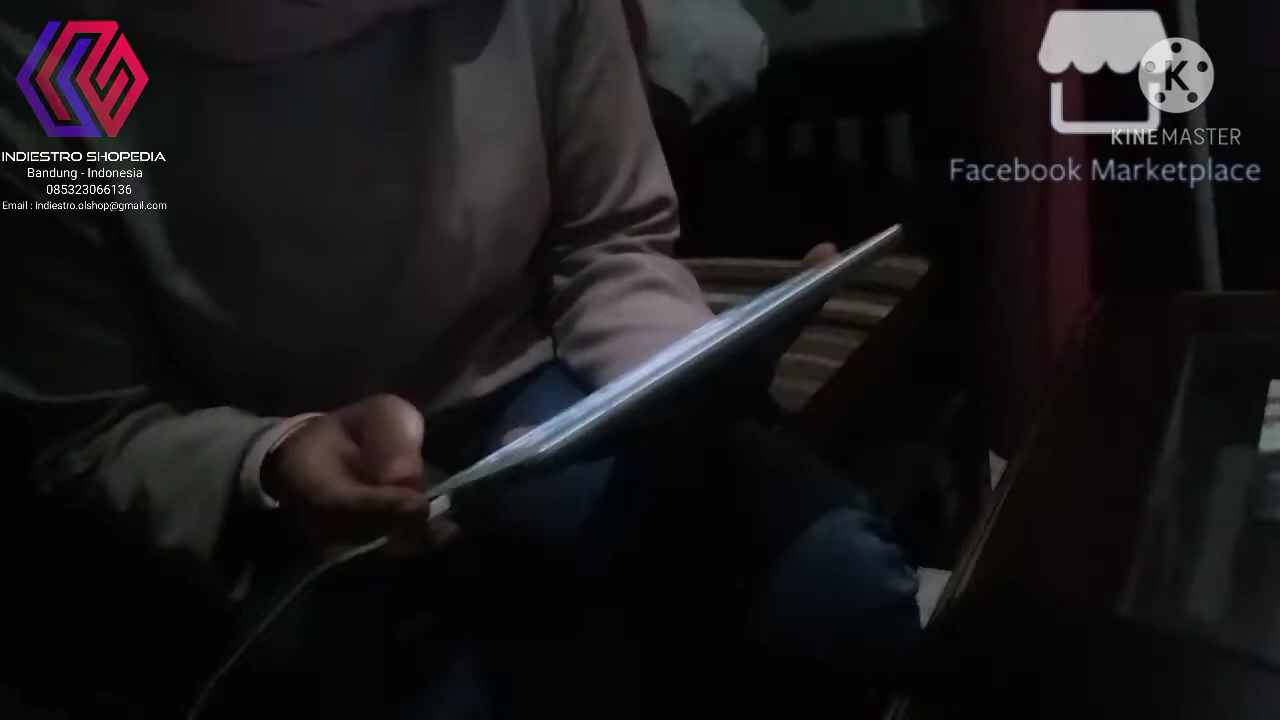 INDIESTRO SHOPEDIA
Bandung - Indonesia
085323066136
Email : indiestro.olshop@gmail.com
K
KINEMASTER
Facebook Marketplace